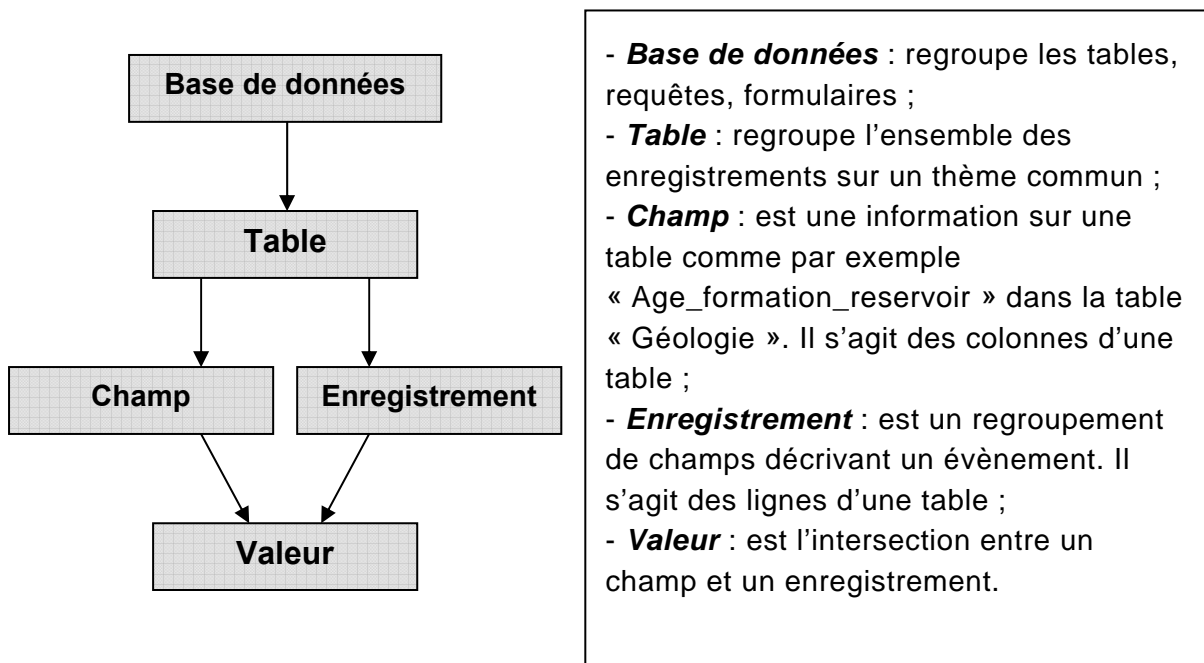 Base de données
Table
Champ
Enregistrement
Valeur
- Base de données : regroupe les tables,
requêtes, formulaires ;
- Table : regroupe l’ensemble des
enregistrements sur un thème commun ;
- Champ : est une information sur une
table comme par exemple
« Age_formation_reservoir » dans la table
« Géologie ». Il s’agit des colonnes d’une
table ;
- Enregistrement : est un regroupement
de champs décrivant un évènement. Il
s’agit des lignes d’une table ;
- Valeur : est l’intersection entre un
champ et un enregistrement.